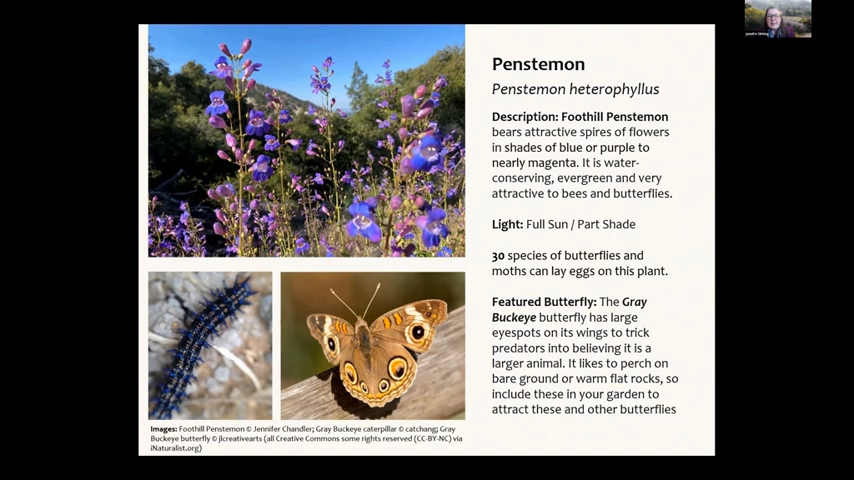 Penstemon
Penstemon heterophyllus
Description: Foothill Penstemon
bears attractive spires of flowers
in shades of blue or purple to
nearly magenta. It is water-
conserving, evergreen and very
attractive to bees and butterflies.
Light: Full Sun / Part Shade
30 species of butterflies and
moths can lay eggs on this plant.
Featured Butterfly: The Gray
Buckeye butterfly has large
eyespots on its wings to trick
predators into believing it is a
larger animal. It likes to perch on
bare ground or warm flat rocks, so
include these in your garden to
attract these and other butterflies
Images: Foothill Penstemon © Jennifer Chandler; Gray Buckeye caterpillar © catchang; Gray
Buckeye butterfly © jlcreativearts (all Creative Commons some rights reserved (CC-BY-NC) via
iNaturalist.org)